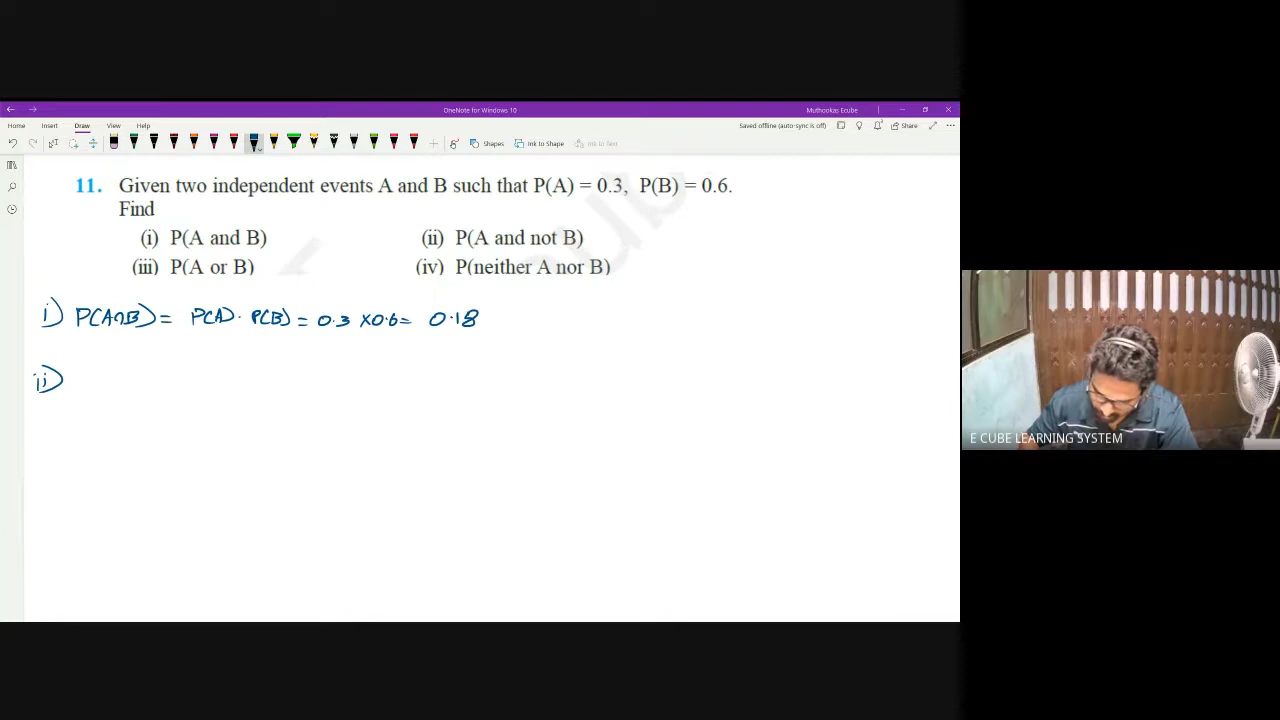 OneNote for Windows 10
Muthookas Ecube
Home Insert Draw View Help
Saved offline (auto-sync is off) Share
Shapes Ink to Shape Ink to Text
11. Given two independent events A and B such that P(A) = 0.3, P(B) = 0.6.
Find
(i) P(A and B) (ii) P(A and not B)
(iii) P(A or B) (iv) P(neither A nor B)
i) P(A∩B) = P(A) · P(B) = 0.3 × 0.6 = 0.18
ii)
E CUBE LEARNING SYSTEM